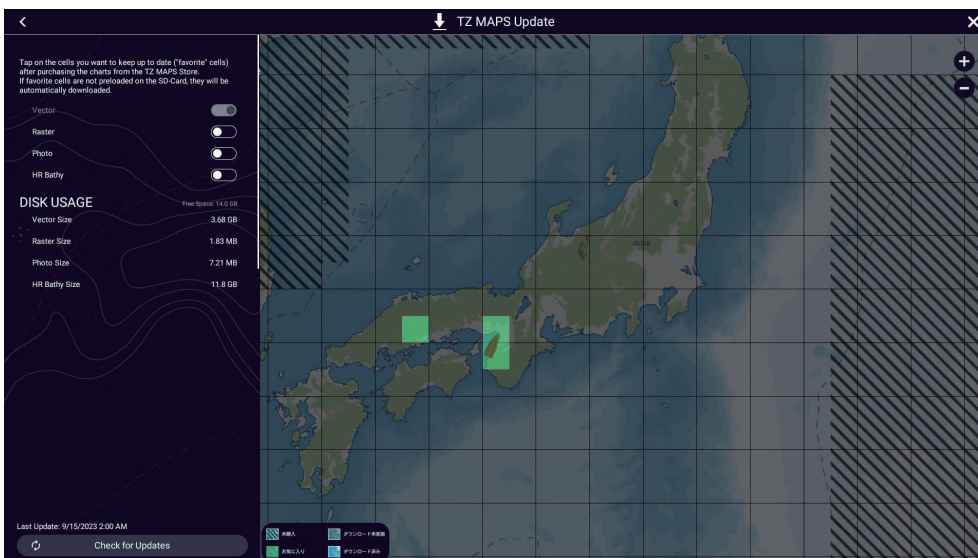 TZ MAPS Update
Tap on the cells you want to keep up to date ("favorite" cells)
after purchasing the charts from the TZ MAPS Store.
If favorite cells are not preloaded on the SD-Card, they will be
automatically downloaded.
Vector
Raster
Photo
HR Bathy
DISK USAGE
Free Space: 14.0 GB
Vector Size 3.68 GB
Raster Size 1.83 MB
Photo Size 7.21 MB
HR Bathy Size 11.8 GB
Last Update: 9/15/2023 2:00 AM
Check for Updates
未購入 ダウンロード未実施
お気に入り ダウンロード済み